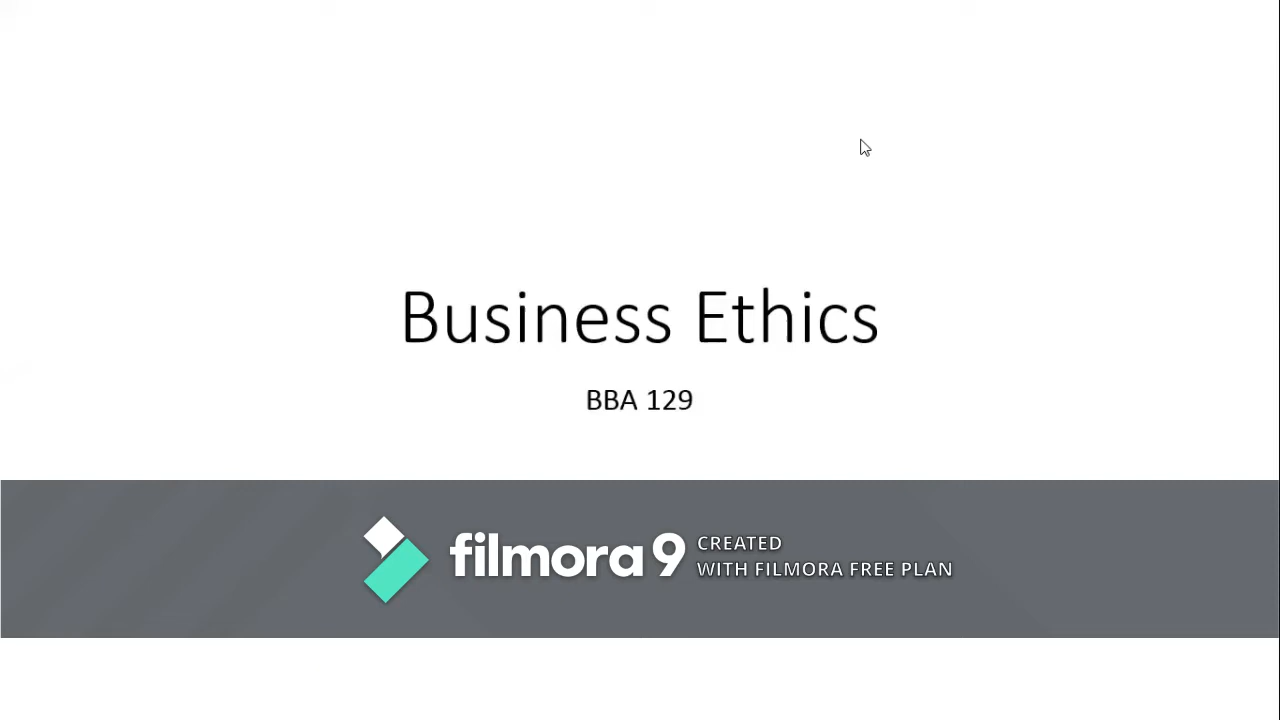 Business Ethics
BBA 129
filmora 9
CREATED
WITH FILMORA FREE PLAN